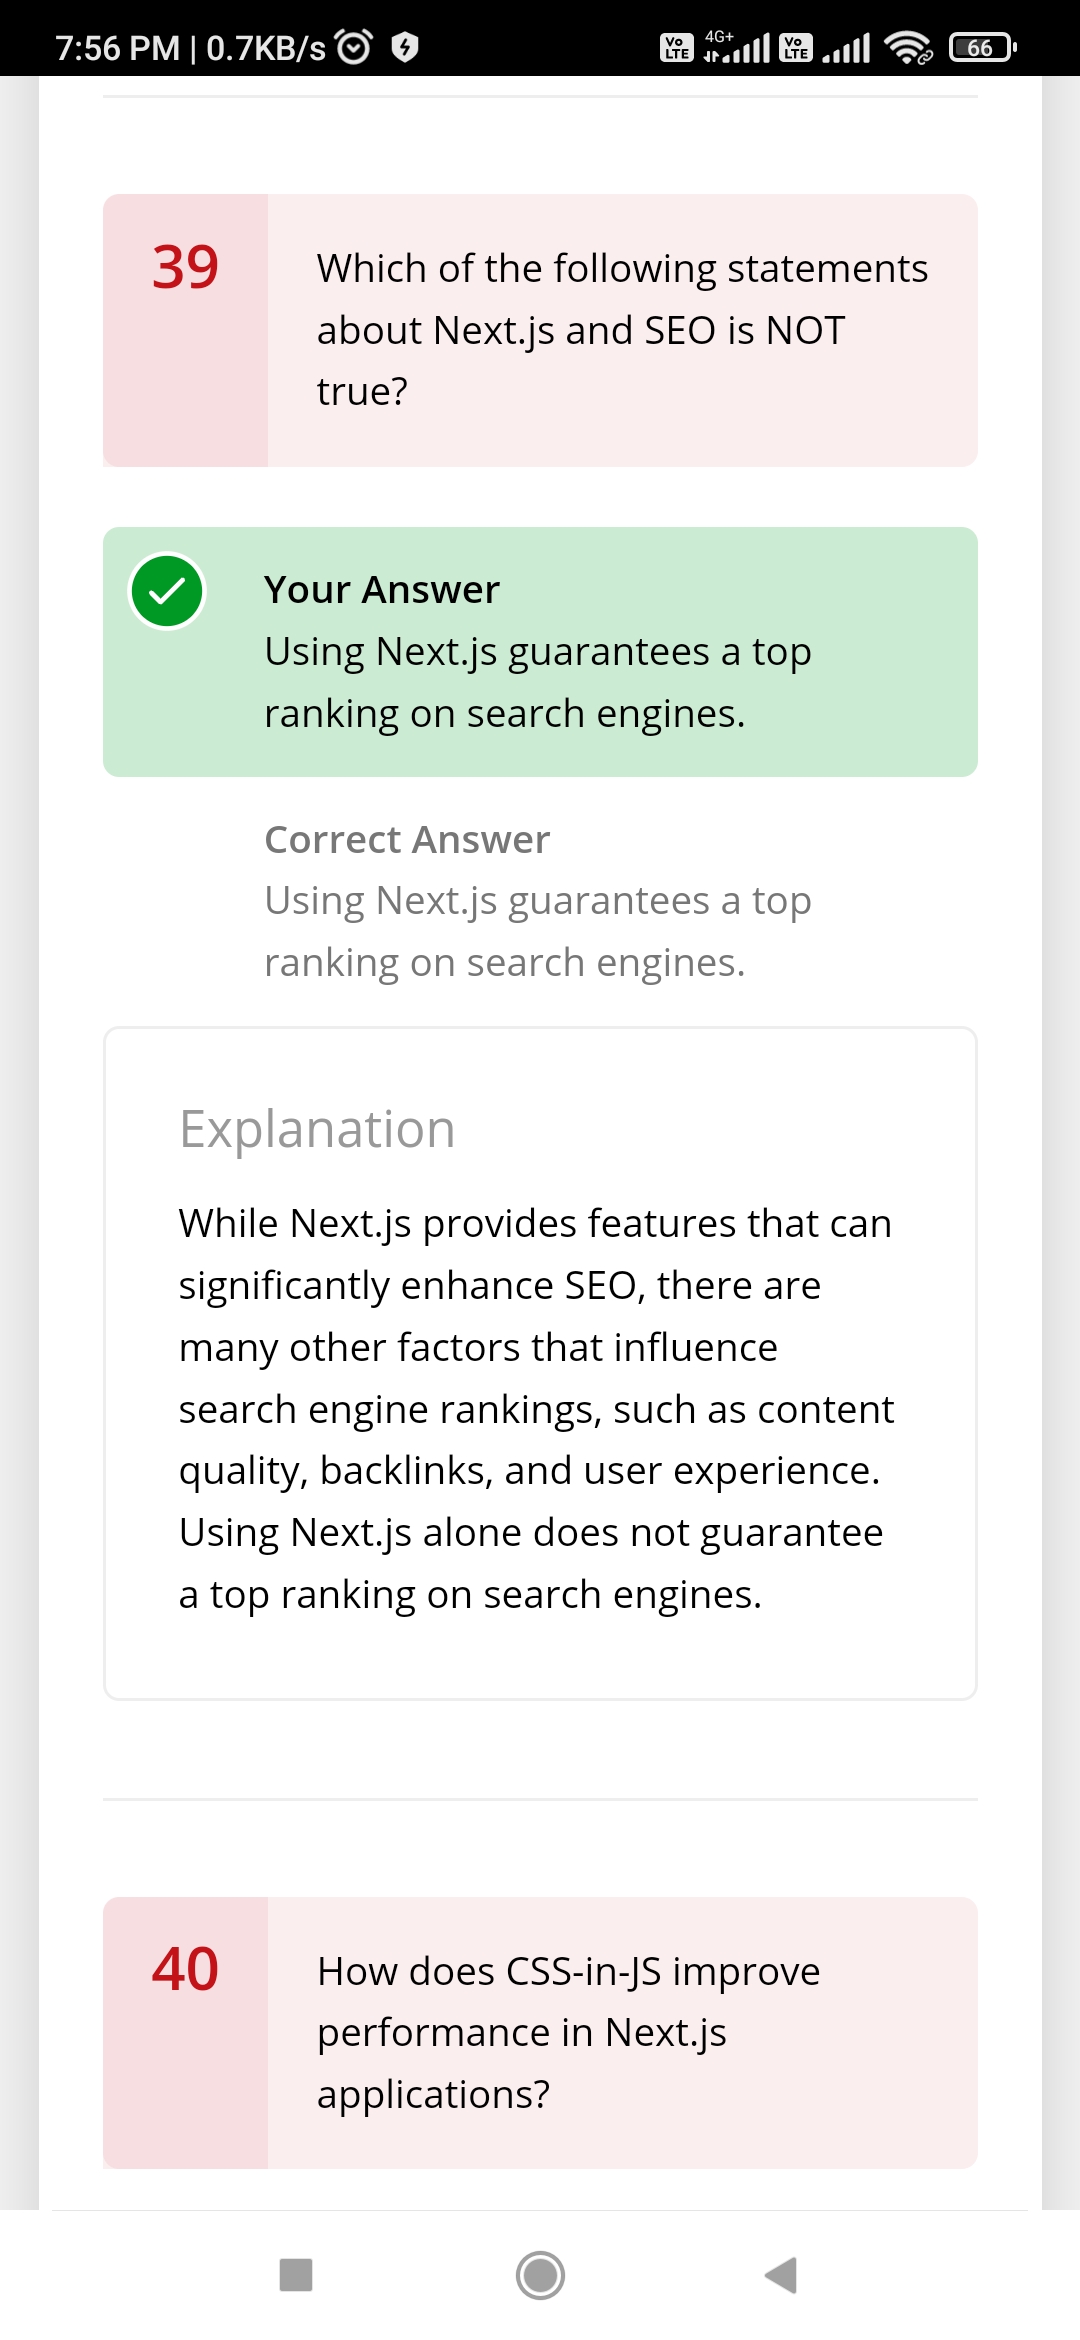 7:56 PM | 0.7KB/s
Vo LTE 4G+ Vo LTE 66
39
Which of the following statements
about Next.js and SEO is NOT
true?
Your Answer
Using Next.js guarantees a top
ranking on search engines.
Correct Answer
Using Next.js guarantees a top
ranking on search engines.
Explanation
While Next.js provides features that can
significantly enhance SEO, there are
many other factors that influence
search engine rankings, such as content
quality, backlinks, and user experience.
Using Next.js alone does not guarantee
a top ranking on search engines.
40
How does CSS-in-JS improve
performance in Next.js
applications?